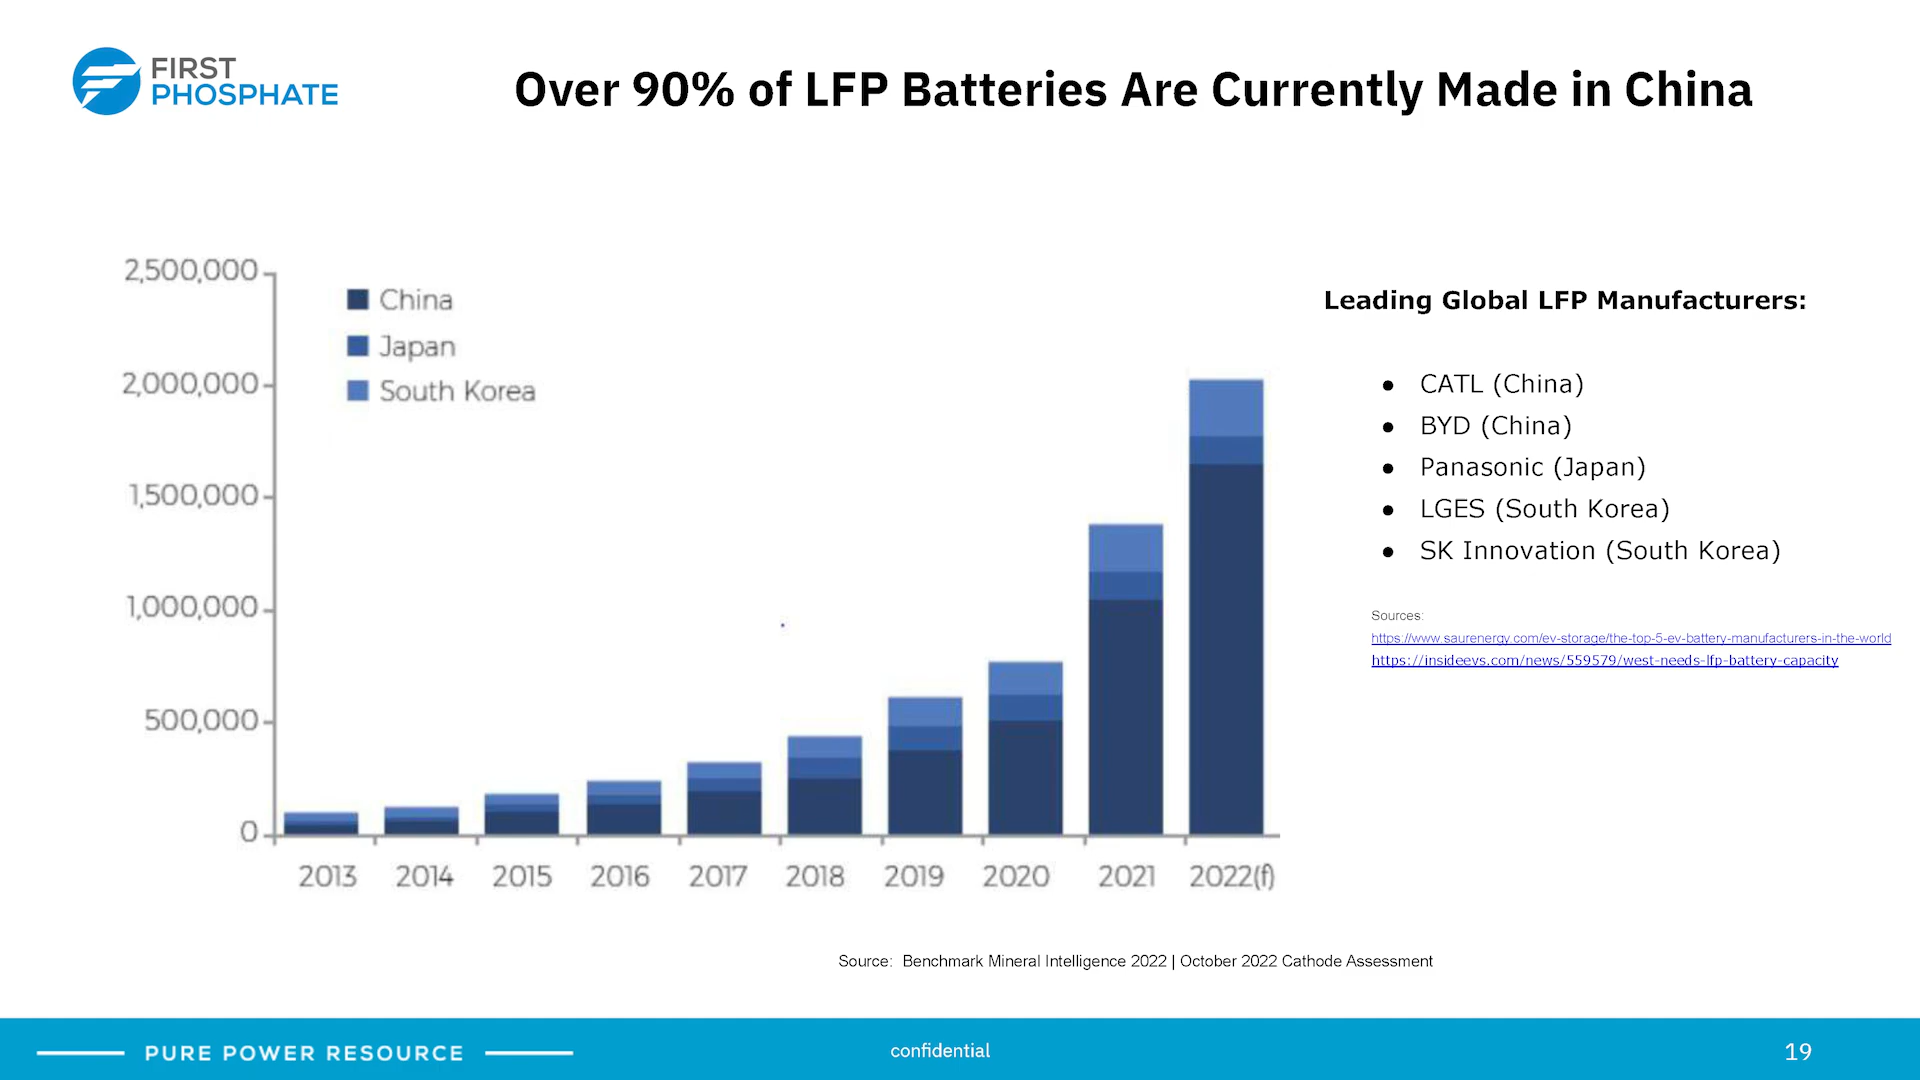 FIRST
PHOSPHATE
Over 90% of LFP Batteries Are Currently Made in China
2,500,000
2,000,000
1,500,000
1,000,000
500,000
0
China
Japan
South Korea
2013 2014 2015 2016 2017 2018 2019 2020 2021 2022(f)
Leading Global LFP Manufacturers:
● CATL (China)
● BYD (China)
● Panasonic (Japan)
● LGES (South Korea)
● SK Innovation (South Korea)
Sources:
https://www.saurenergy.com/ev-storage/the-top-5-ev-battery-manufacturers-in-the-world
https://insideevs.com/news/559579/west-needs-lfp-battery-capacity
Source: Benchmark Mineral Intelligence 2022 | October 2022 Cathode Assessment
PURE POWER RESOURCE
confidential
19